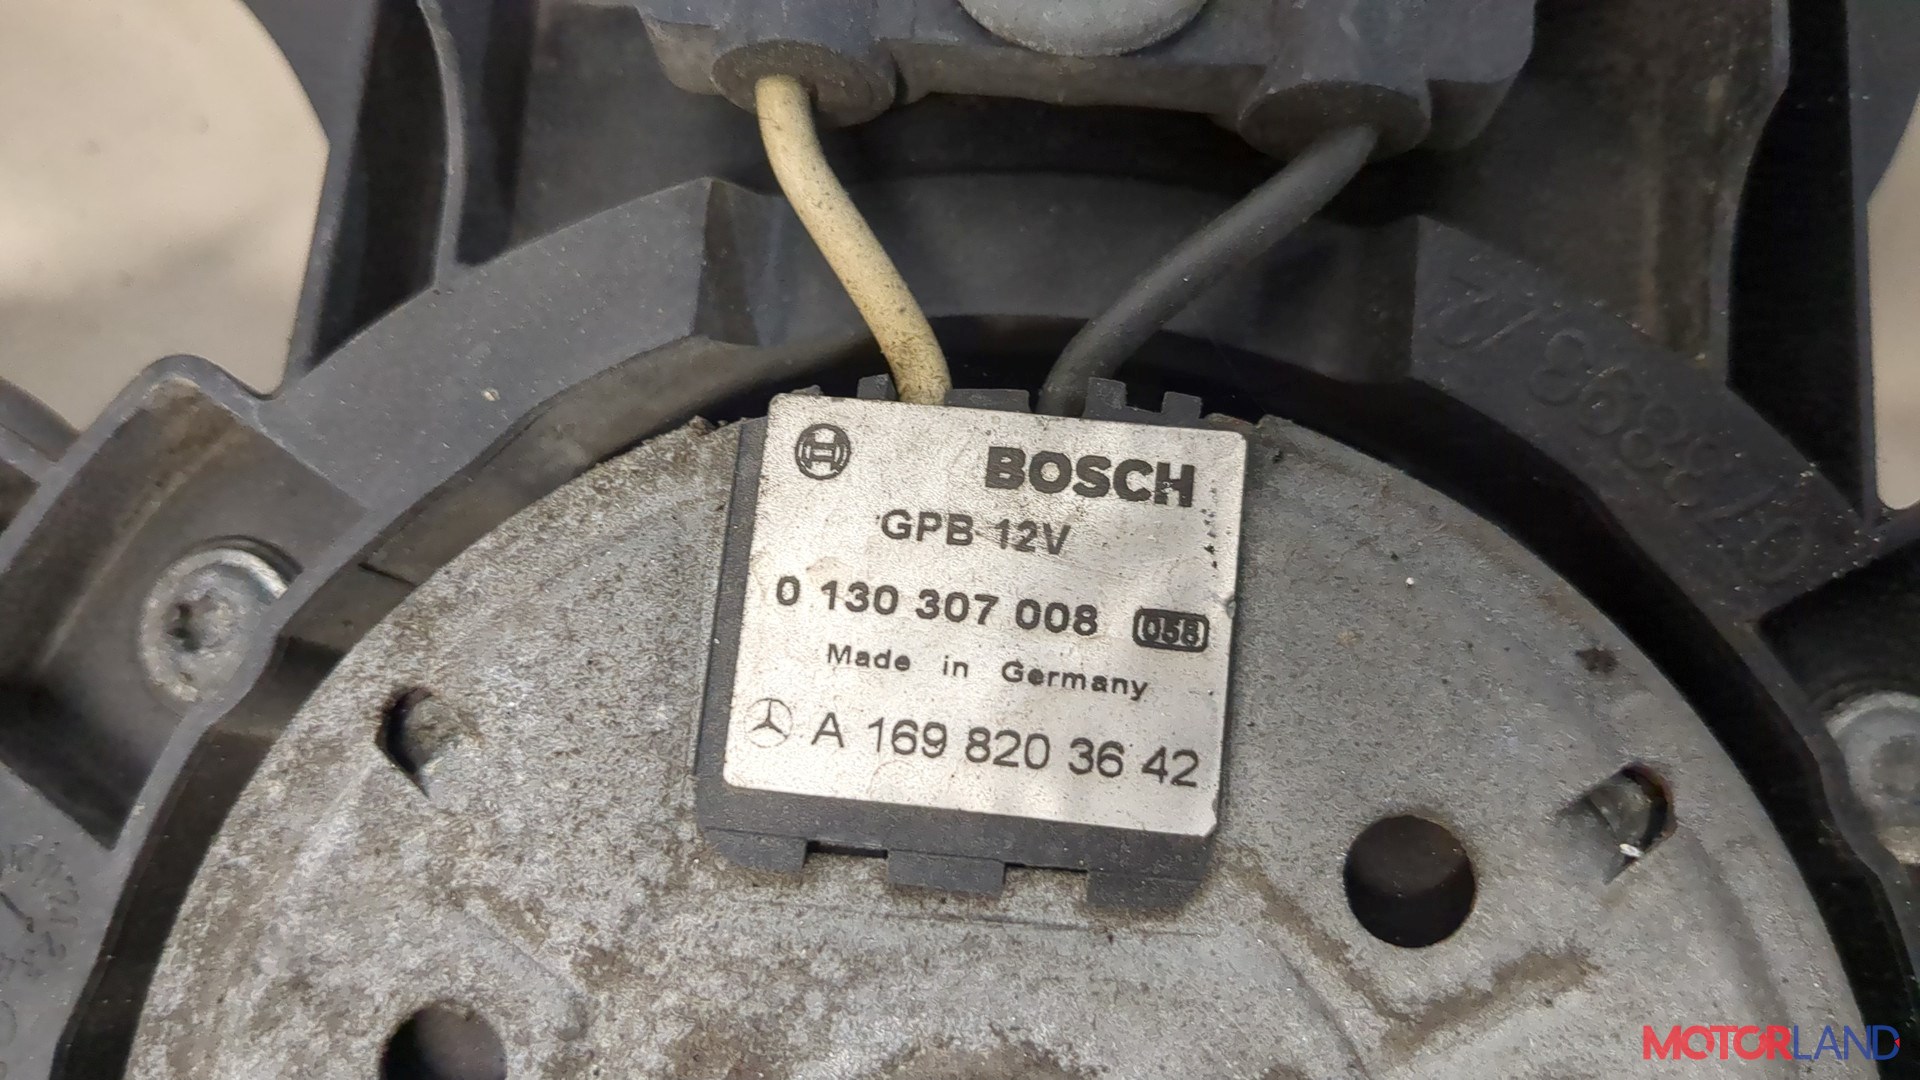 BOSCH
GPB 12V
0 130 307 008 058
Made in Germany
A 169 820 36 42
MOTORLAND